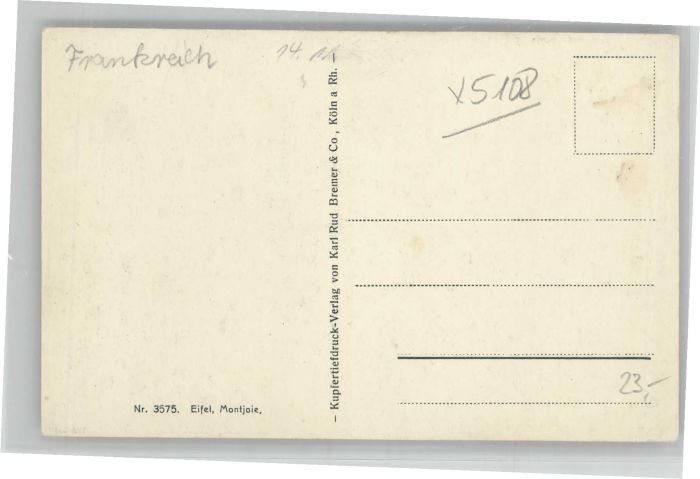 Frankreich
14. 11
x5108
– Kupfertiefdruck-Verlag von Karl Rud Bremer & Co., Köln a Rh. –
23,-
Nr. 3575. Eifel, Montjoie.